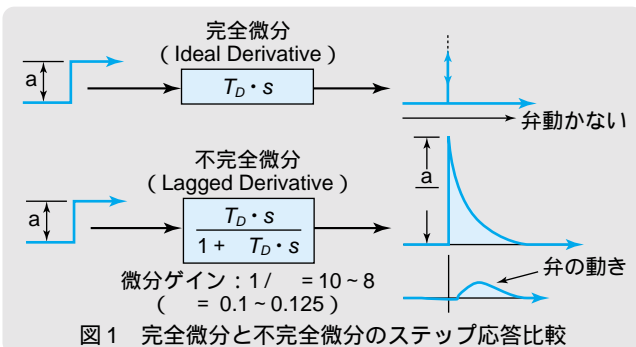 完全微分
( Ideal Derivative )
a
T_D・s
弁動かない
不完全微分
( Lagged Derivative )
a
T_D・s
1 + T_D・s
a
微分ゲイン：1 / = 10 ~ 8
( = 0.1 ~ 0.125 )
弁の動き
図1 完全微分と不完全微分のステップ応答比較